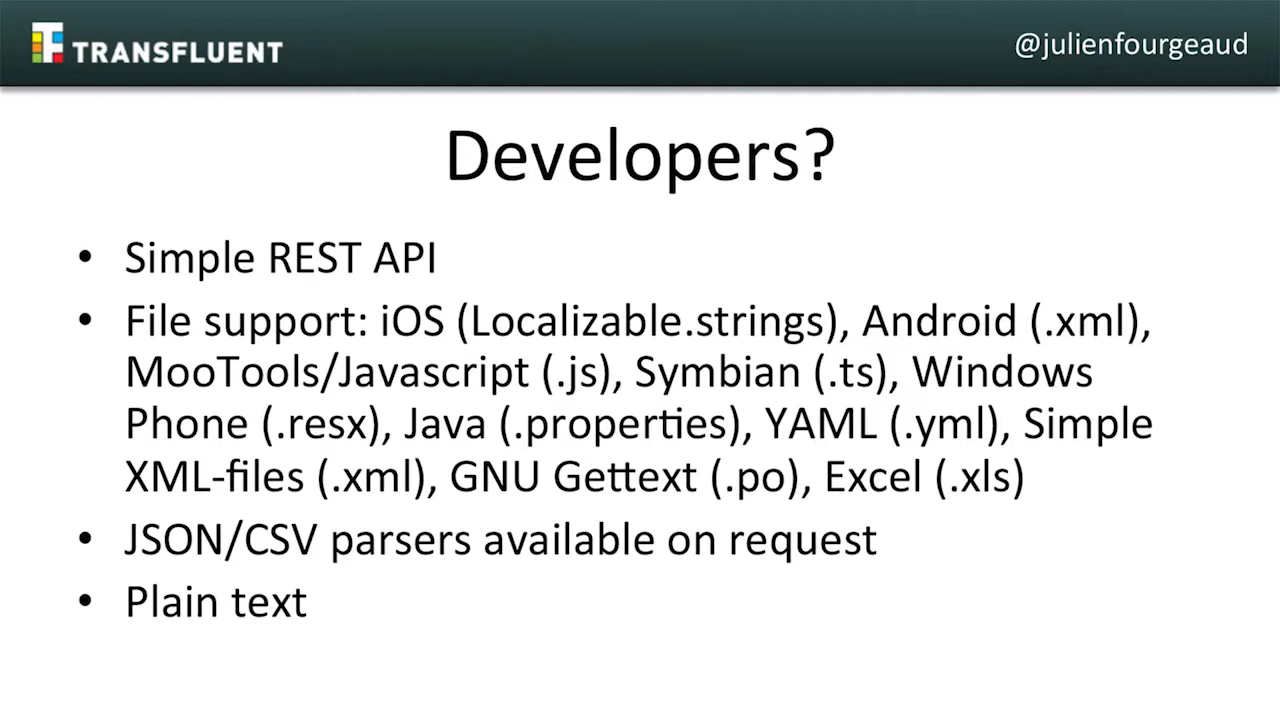 TRANSFLUENT
@julienfourgeaud
Developers?
• Simple REST API
• File support: iOS (Localizable.strings), Android (.xml),
MooTools/Javascript (.js), Symbian (.ts), Windows
Phone (.resx), Java (.properties), YAML (.yml), Simple
XML-files (.xml), GNU Gettext (.po), Excel (.xls)
• JSON/CSV parsers available on request
• Plain text